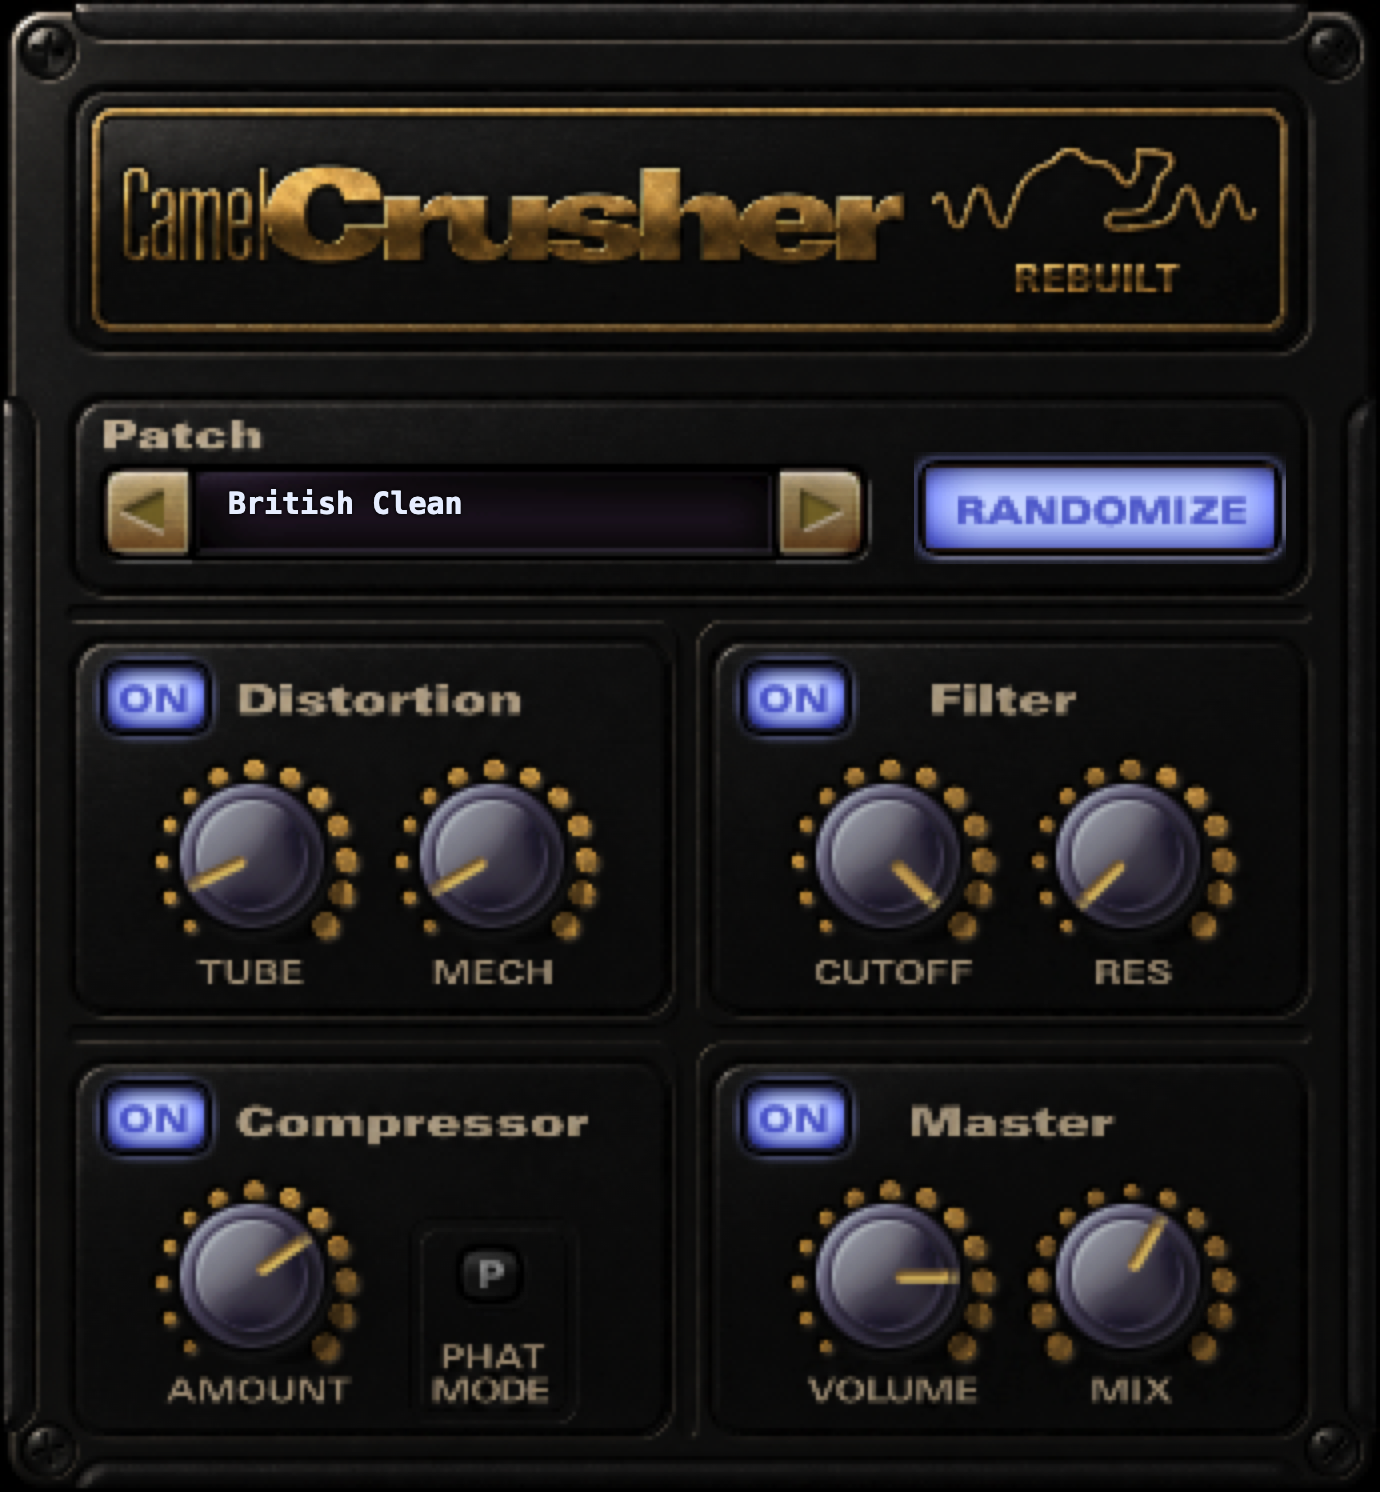 CamelCrusher
REBUILT
Patch
British Clean
RANDOMIZE
ON Distortion
TUBE MECH
ON Filter
CUTOFF RES
ON Compressor
AMOUNT
P
PHAT
MODE
ON Master
VOLUME MIX